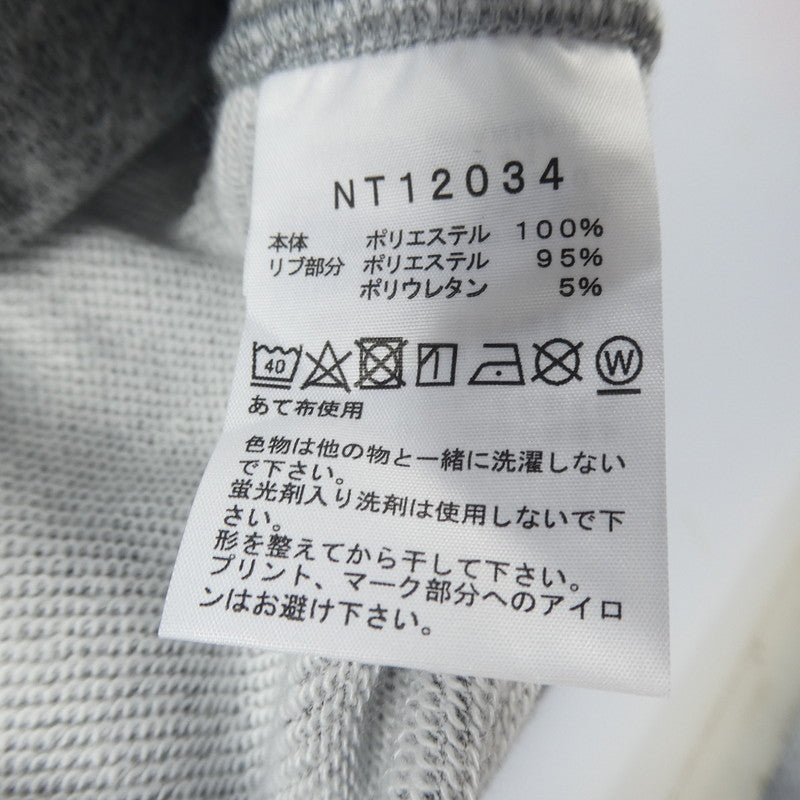 NT12034
本体 ポリエステル 100%
リブ部分 ポリエステル 95%
ポリウレタン 5%
40 W
あて布使用
色物は他の物と一緒に洗濯しない
で下さい。
蛍光剤入り洗剤は使用しないで下
さい。
形を整えてから干して下さい。
プリント、マーク部分へのアイロ
ンはお避け下さい。